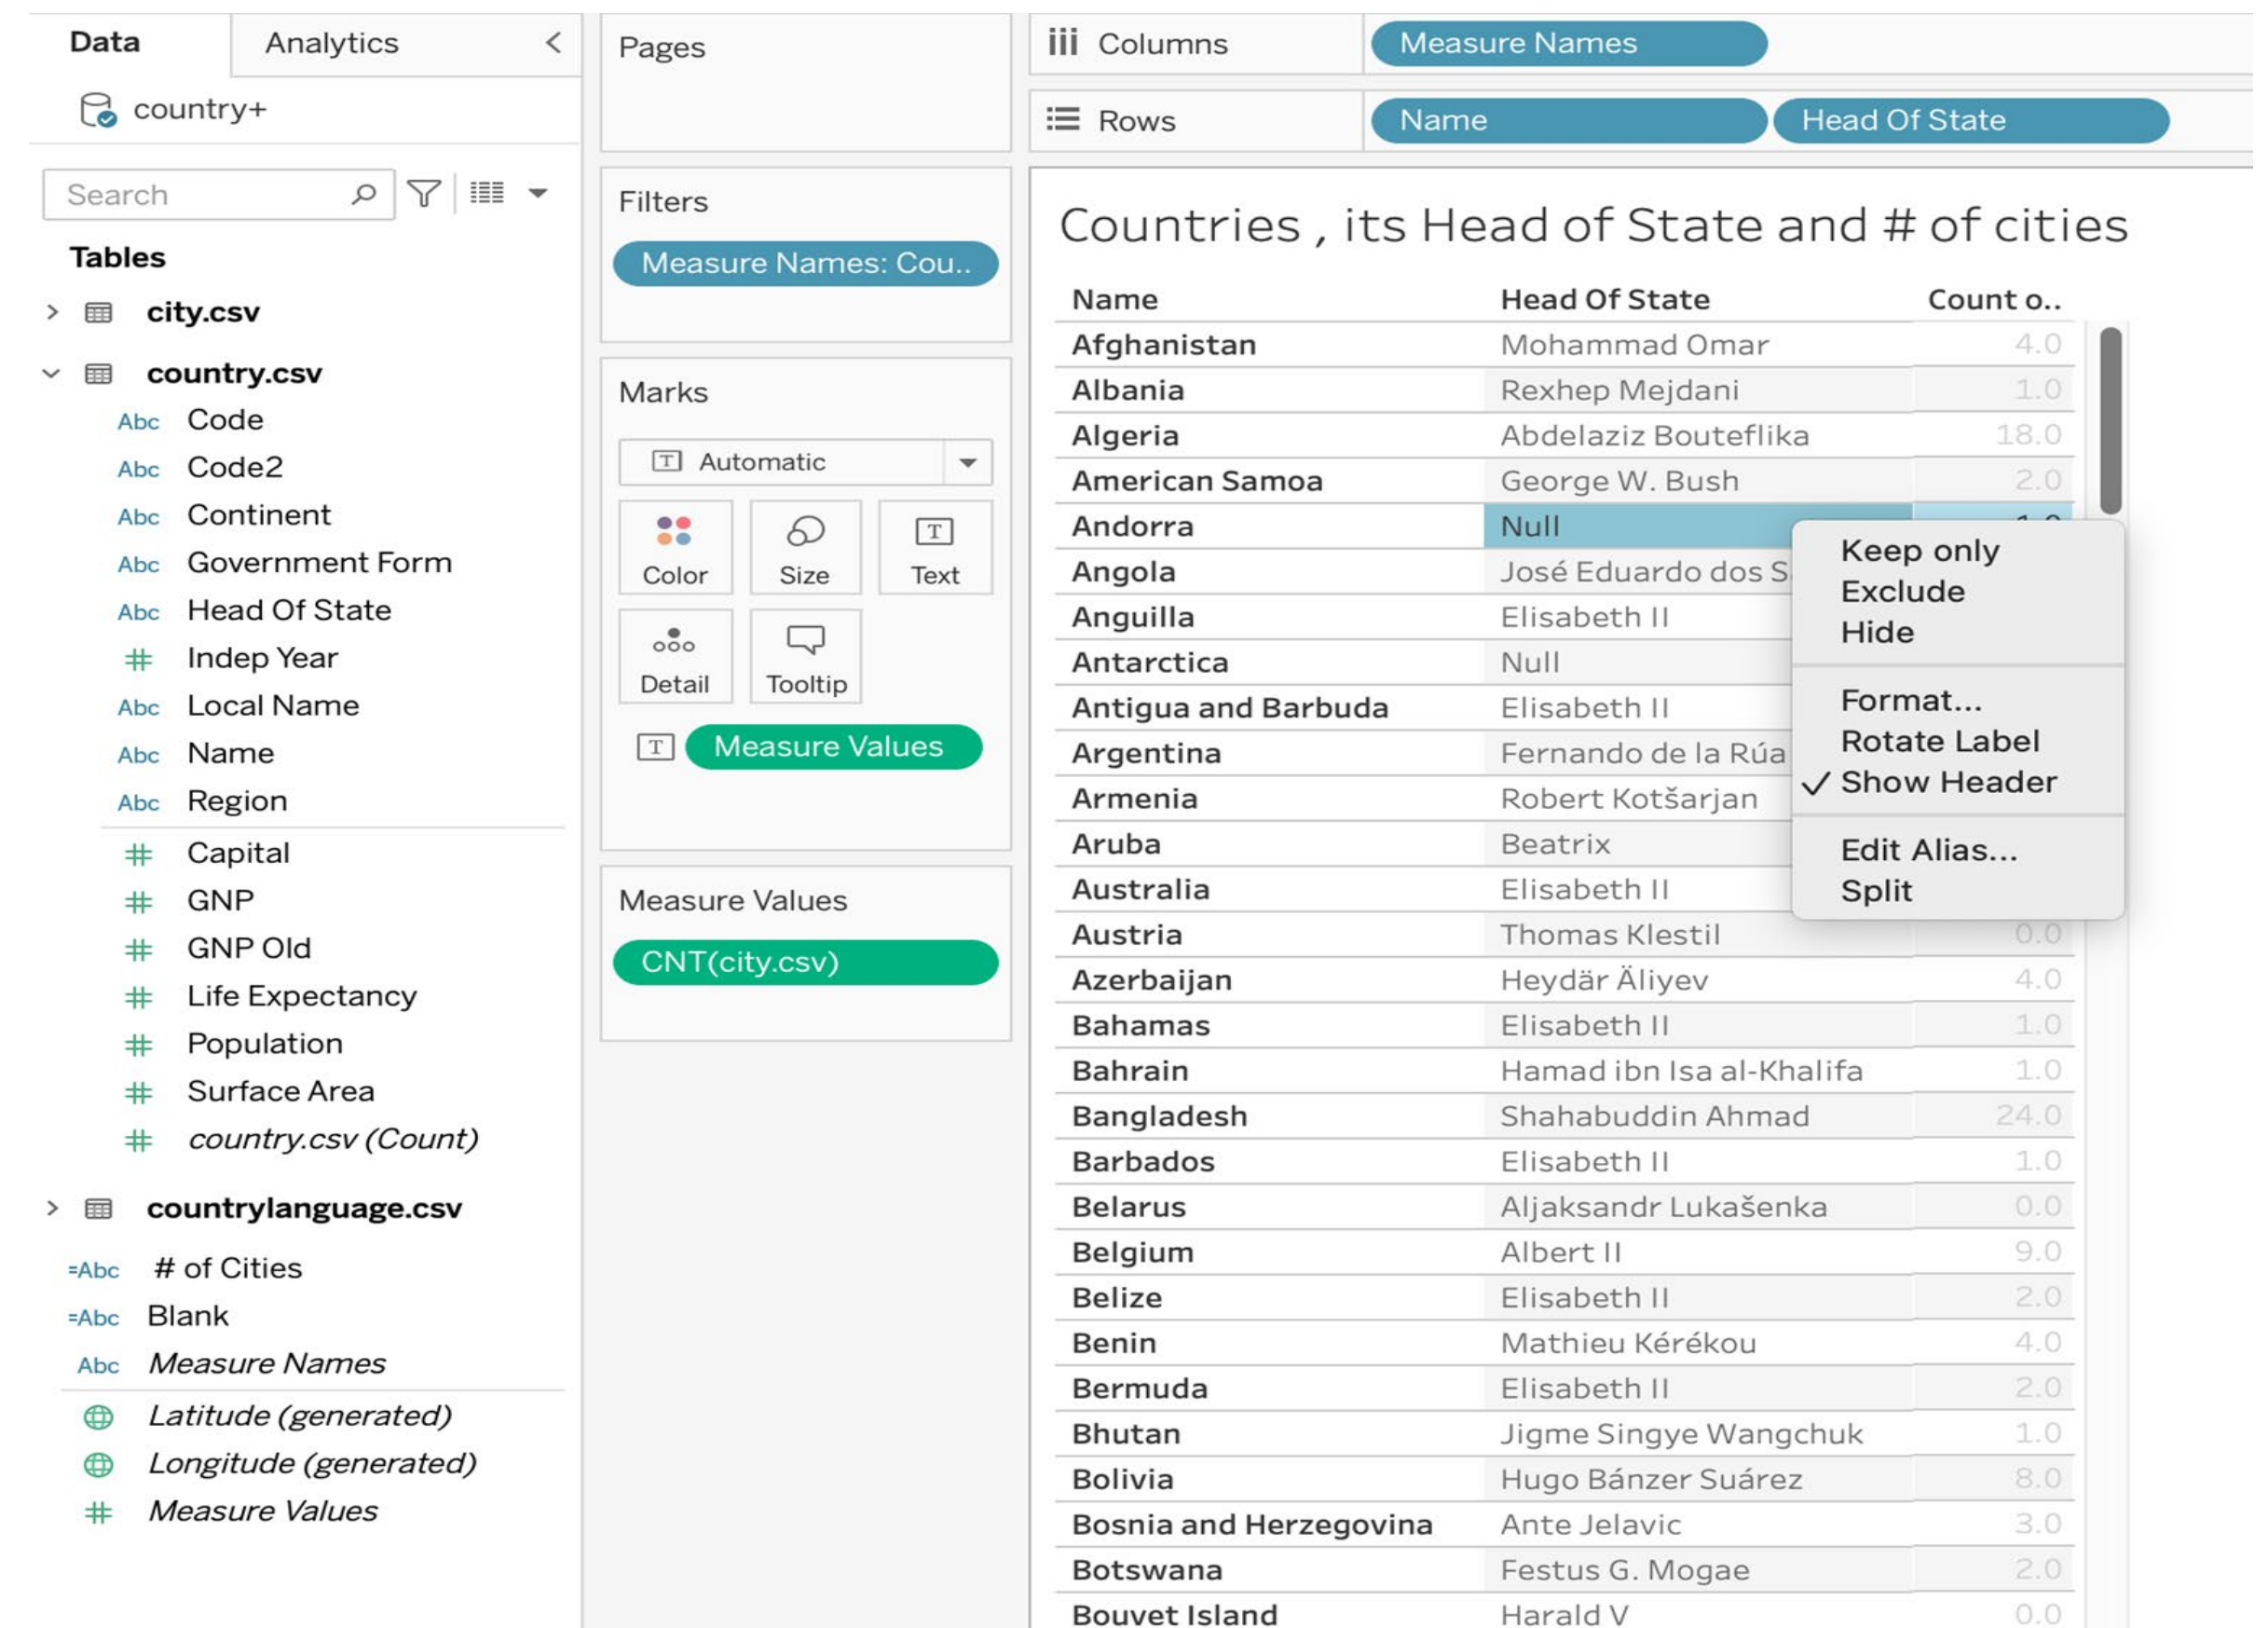 Data
Analytics
country+
Search
Tables
city.csv
country.csv
Abc Code
Abc Code2
Abc Continent
Abc Government Form
Abc Head Of State
# Indep Year
Abc Local Name
Abc Name
Abc Region
# Capital
# GNP
# GNP Old
# Life Expectancy
# Population
# Surface Area
# country.csv (Count)
countrylanguage.csv
=Abc # of Cities
=Abc Blank
Abc Measure Names
Latitude (generated)
Longitude (generated)
# Measure Values
Pages
Filters
Measure Names: Cou..
Marks
T Automatic
Color Size T Text
Detail Tooltip
T Measure Values
Measure Values
CNT(city.csv)
iii Columns Measure Names
Rows Name Head Of State
Countries , its Head of State and # of cities
Name Head Of State Count o..
Afghanistan Mohammad Omar 4.0
Albania Rexhep Mejdani 1.0
Algeria Abdelaziz Bouteflika 18.0
American Samoa George W. Bush 2.0
Andorra Null
Angola José Eduardo dos
Anguilla Elisabeth II
Antarctica Null
Antigua and Barbuda Elisabeth II
Argentina Fernando de la Rúa
Armenia Robert Kotšarjan
Aruba Beatrix
Australia Elisabeth II
Austria Thomas Klestil 0.0
Azerbaijan Heydär Äliyev 4.0
Bahamas Elisabeth II 1.0
Bahrain Hamad ibn Isa al-Khalifa 1.0
Bangladesh Shahabuddin Ahmad 24.0
Barbados Elisabeth II 1.0
Belarus Aljaksandr Lukašenka 0.0
Belgium Albert II 9.0
Belize Elisabeth II 2.0
Benin Mathieu Kérékou 4.0
Bermuda Elisabeth II 2.0
Bhutan Jigme Singye Wangchuk 1.0
Bolivia Hugo Bánzer Suárez 8.0
Bosnia and Herzegovina Ante Jelavic 3.0
Botswana Festus G. Mogae 2.0
Bouvet Island Harald V 0.0
Keep only
Exclude
Hide
Format...
Rotate Label
Show Header
Edit Alias...
Split